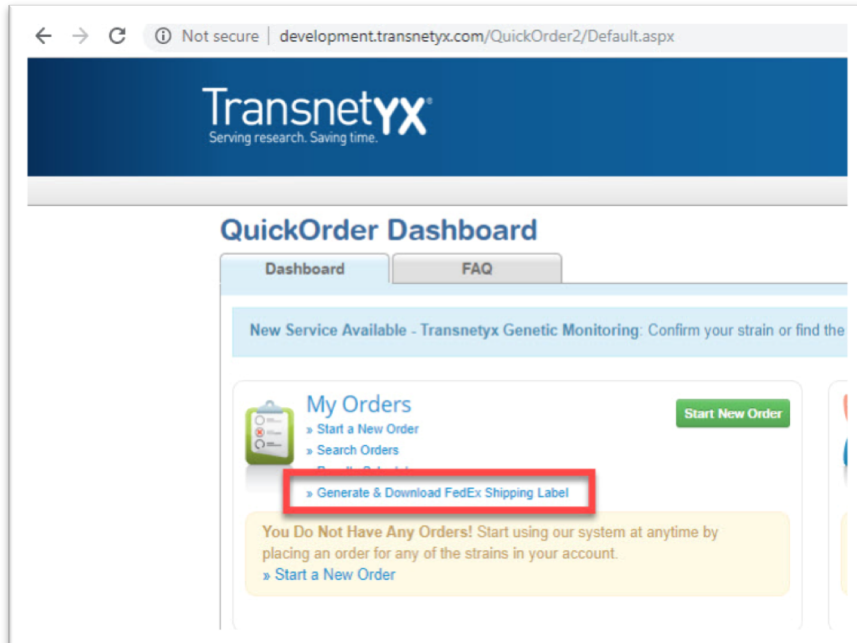 Not secure | development.transnetyx.com/QuickOrder2/Default.aspx
Transnetyx®
Serving research. Saving time.
QuickOrder Dashboard
Dashboard FAQ
New Service Available - Transnetyx Genetic Monitoring: Confirm your strain or find the
My Orders
Start New Order
» Start a New Order
» Search Orders
» Generate & Download FedEx Shipping Label
You Do Not Have Any Orders! Start using our system at anytime by
placing an order for any of the strains in your account.
» Start a New Order